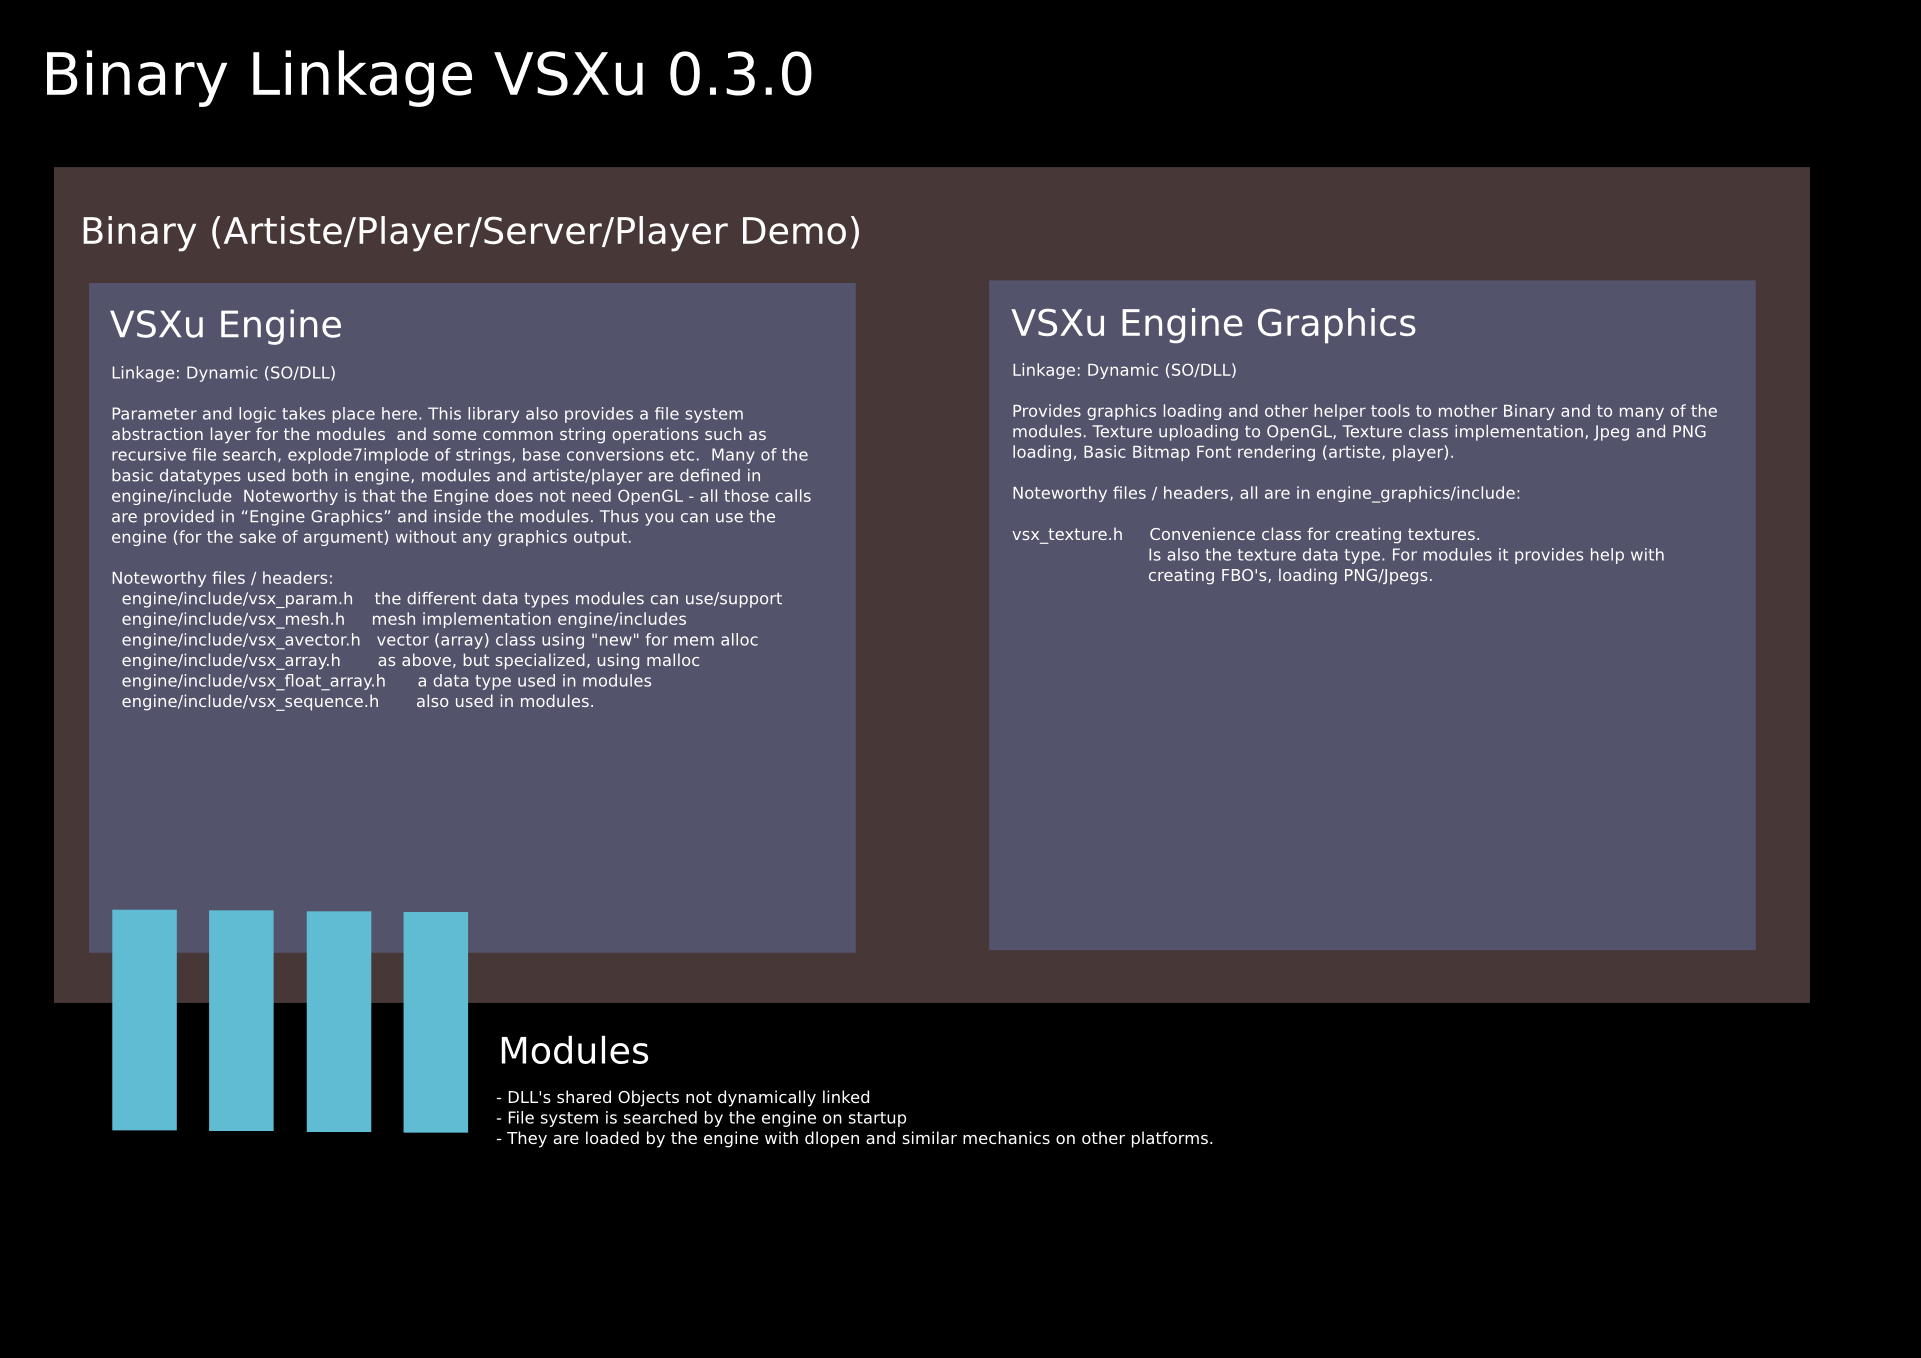 Binary Linkage VSXu 0.3.0
Binary (Artiste/Player/Server/Player Demo)
VSXu Engine
Linkage: Dynamic (SO/DLL)
Parameter and logic takes place here. This library also provides a file system
abstraction layer for the modules  and some common string operations such as
recursive file search, explode7implode of strings, base conversions etc.  Many of the
basic datatypes used both in engine, modules and artiste/player are defined in
engine/include  Noteworthy is that the Engine does not need OpenGL - all those calls
are provided in “Engine Graphics” and inside the modules. Thus you can use the
engine (for the sake of argument) without any graphics output.
Noteworthy files / headers:
engine/include/vsx_param.h    the different data types modules can use/support
engine/include/vsx_mesh.h     mesh implementation engine/includes
engine/include/vsx_avector.h   vector (array) class using "new" for mem alloc
engine/include/vsx_array.h       as above, but specialized, using malloc
engine/include/vsx_float_array.h      a data type used in modules
engine/include/vsx_sequence.h       also used in modules.
VSXu Engine Graphics
Linkage: Dynamic (SO/DLL)
Provides graphics loading and other helper tools to mother Binary and to many of the
modules. Texture uploading to OpenGL, Texture class implementation, Jpeg and PNG
loading, Basic Bitmap Font rendering (artiste, player).
Noteworthy files / headers, all are in engine_graphics/include:
vsx_texture.h     Convenience class for creating textures.
Is also the texture data type. For modules it provides help with
creating FBO's, loading PNG/Jpegs.
Modules
- DLL's shared Objects not dynamically linked
- File system is searched by the engine on startup
- They are loaded by the engine with dlopen and similar mechanics on other platforms.